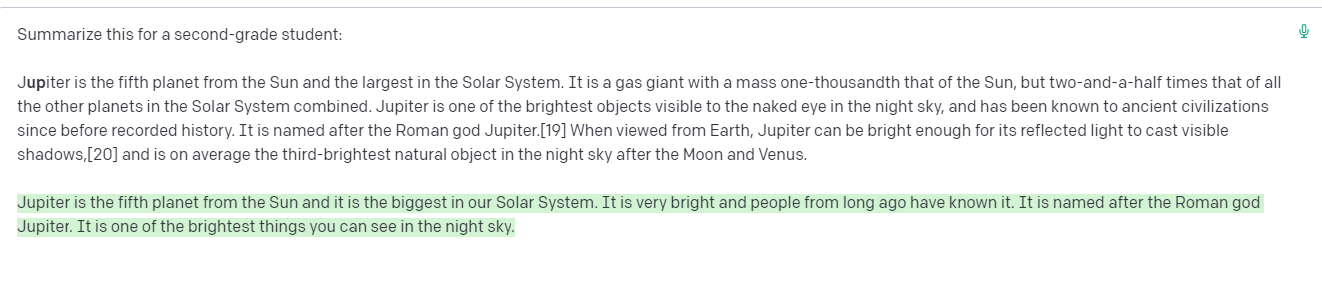 Summarize this for a second-grade student:
Jupiter is the fifth planet from the Sun and the largest in the Solar System. It is a gas giant with a mass one-thousandth that of the Sun, but two-and-a-half times that of all
the other planets in the Solar System combined. Jupiter is one of the brightest objects visible to the naked eye in the night sky, and has been known to ancient civilizations
since before recorded history. It is named after the Roman god Jupiter.[19] When viewed from Earth, Jupiter can be bright enough for its reflected light to cast visible
shadows,[20] and is on average the third-brightest natural object in the night sky after the Moon and Venus.
Jupiter is the fifth planet from the Sun and it is the biggest in our Solar System. It is very bright and people from long ago have known it. It is named after the Roman god
Jupiter. It is one of the brightest things you can see in the night sky.